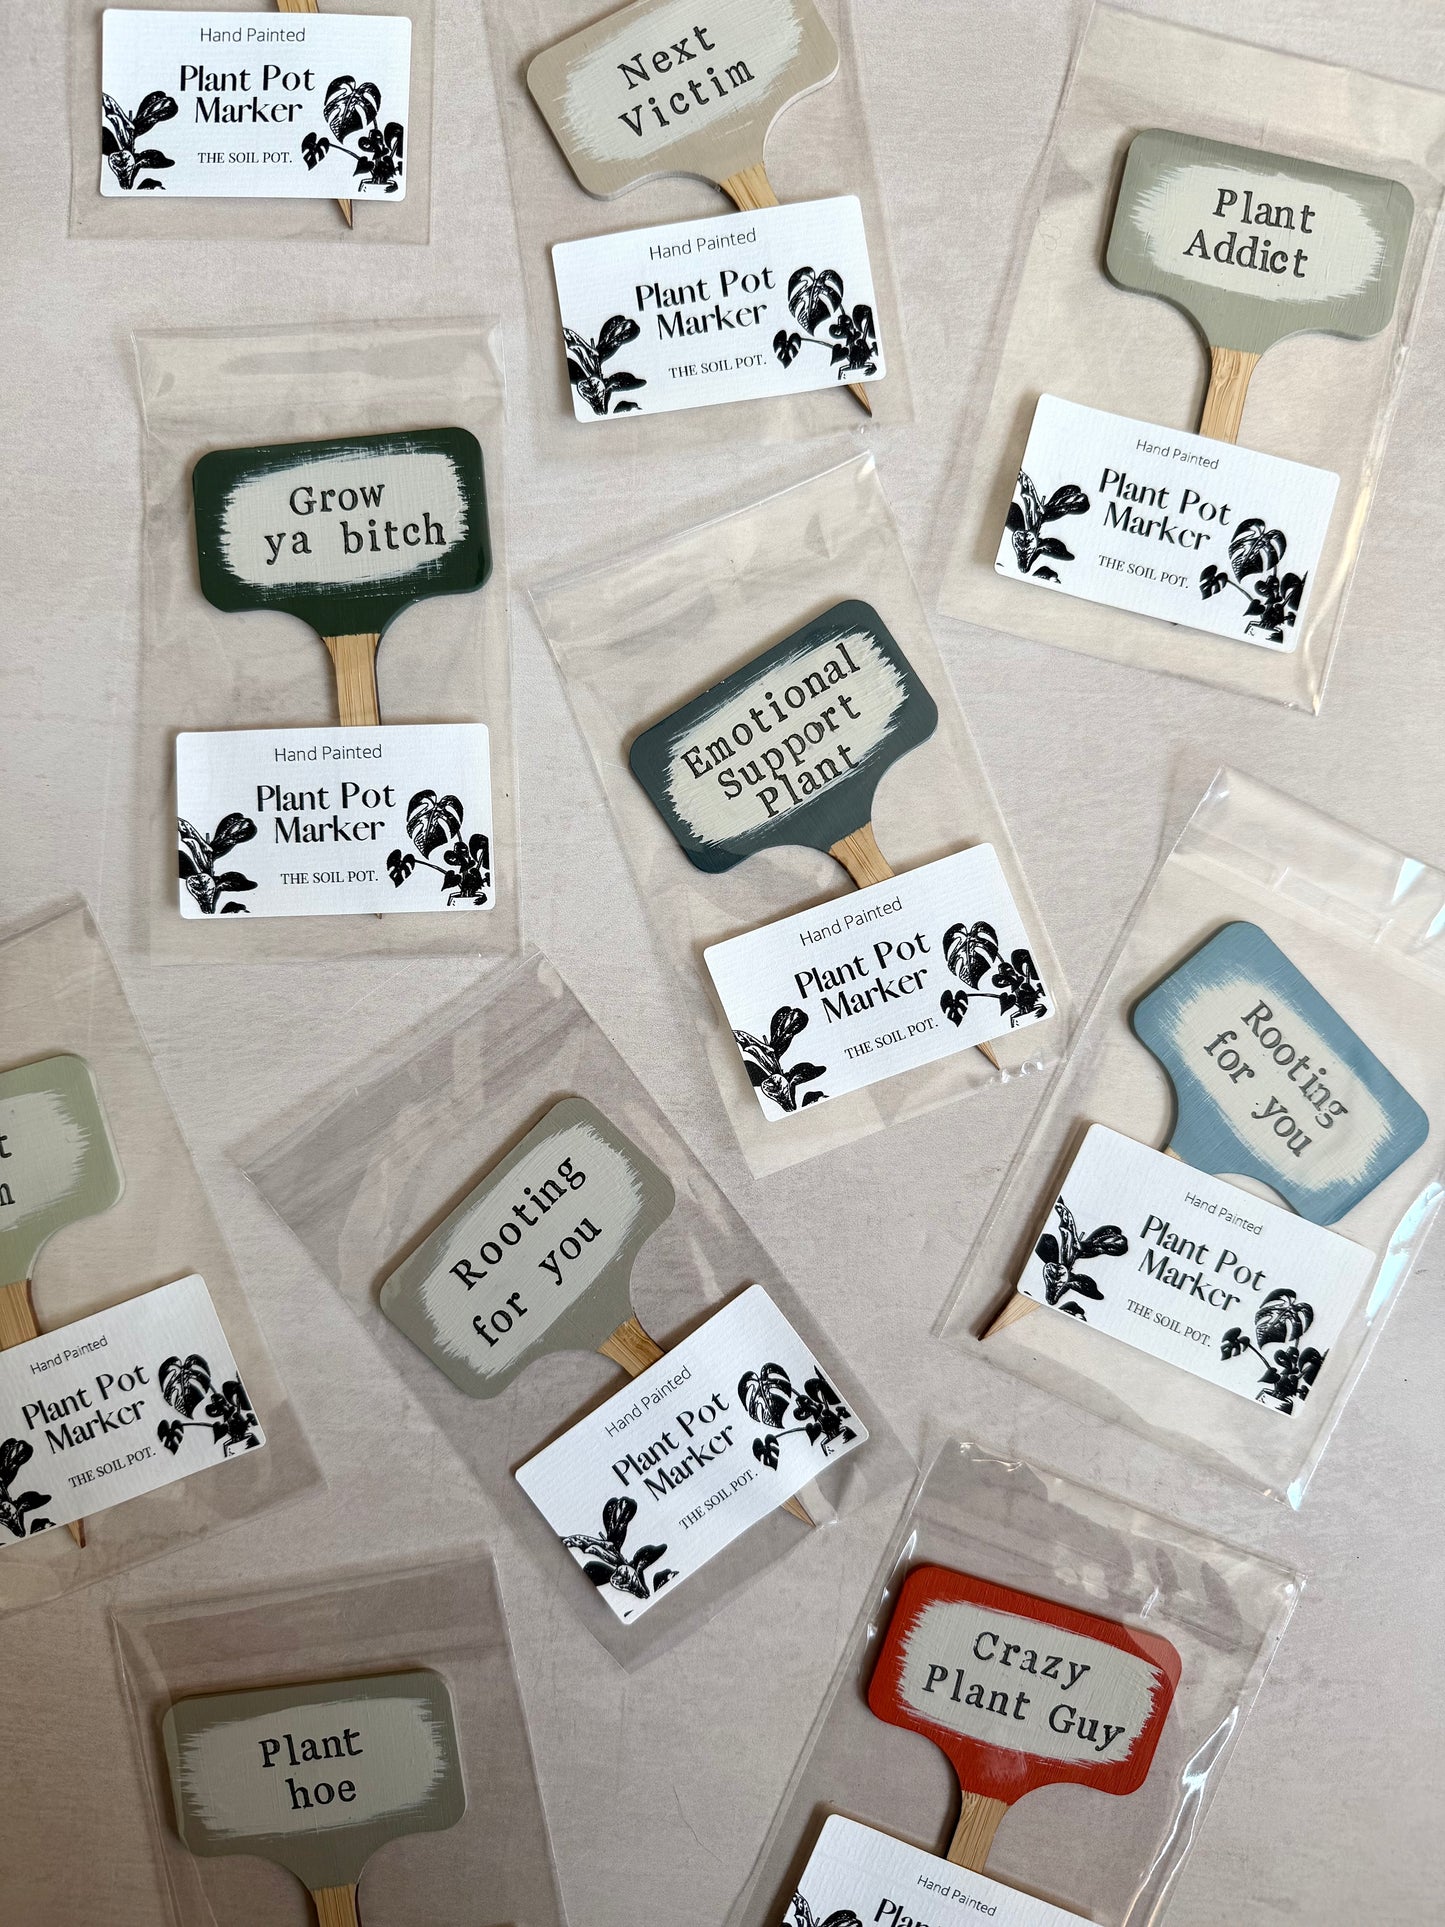 Hand Painted
Plant Pot
Marker
THE SOIL POT.
Next
Victim
Hand Painted
Plant Pot
Marker
THE SOIL POT.
Plant
Addict
Hand Painted
Plant Pot
Marker
THE SOIL POT.
Grow
ya bitch
Hand Painted
Plant Pot
Marker
THE SOIL POT.
Emotional
Support
Plant
Hand Painted
Plant Pot
Marker
THE SOIL POT.
Rooting
for you
Hand Painted
Plant Pot
Marker
THE SOIL POT.
Hand Painted
Plant Pot
Marker
THE SOIL POT.
Rooting
for you
Hand Painted
Plant Pot
Marker
THE SOIL POT.
Plant
hoe
Crazy
Plant Guy
Hand Painted
Plant Pot